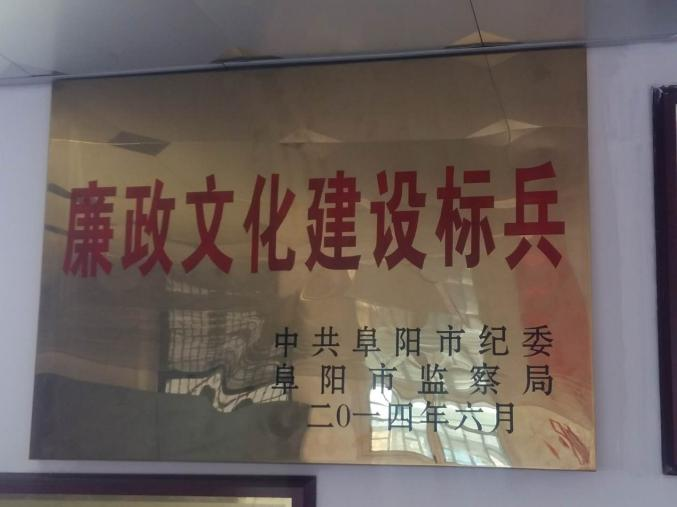 廉政文化建设标兵
中共阜阳市纪委
阜阳市监察局
二0一四年六月